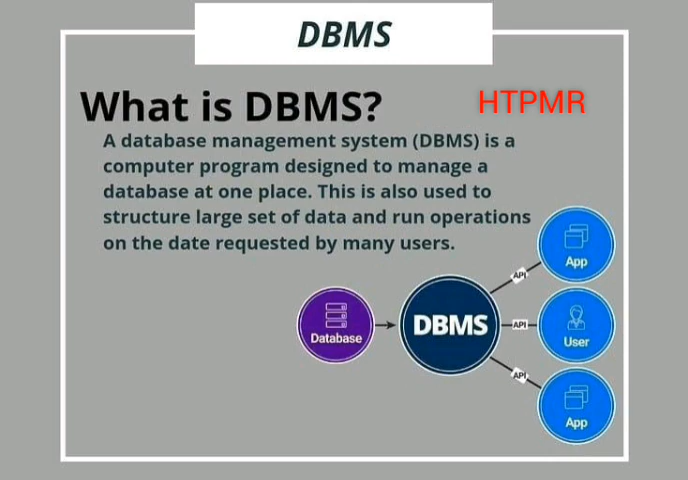 DBMS
What is DBMS?
HTPMR
A database management system (DBMS) is a
computer program designed to manage a
database at one place. This is also used to
structure large set of data and run operations
on the date requested by many users.
App
API
Database
DBMS
API
User
API
App